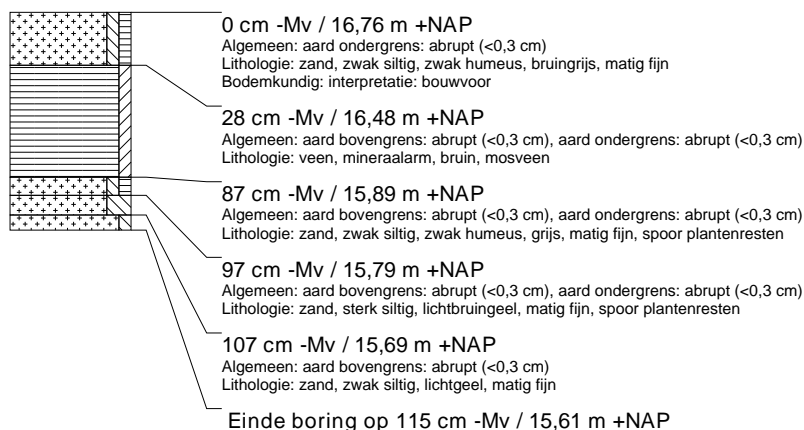 0 cm -Mv / 16,76 m +NAP
Algemeen: aard ondergrens: abrupt (<0,3 cm)
Lithologie: zand, zwak siltig, zwak humeus, bruingrijs, matig fijn
Bodemkundig: interpretatie: bouwvoor
28 cm -Mv / 16,48 m +NAP
Algemeen: aard bovengrens: abrupt (<0,3 cm), aard ondergrens: abrupt (<0,3 cm)
Lithologie: veen, mineraalarm, bruin, mosveen
87 cm -Mv / 15,89 m +NAP
Algemeen: aard bovengrens: abrupt (<0,3 cm), aard ondergrens: abrupt (<0,3 cm)
Lithologie: zand, zwak siltig, zwak humeus, grijs, matig fijn, spoor plantenresten
97 cm -Mv / 15,79 m +NAP
Algemeen: aard bovengrens: abrupt (<0,3 cm), aard ondergrens: abrupt (<0,3 cm)
Lithologie: zand, sterk siltig, lichtbruingeel, matig fijn, spoor plantenresten
107 cm -Mv / 15,69 m +NAP
Algemeen: aard bovengrens: abrupt (<0,3 cm)
Lithologie: zand, zwak siltig, lichtgeel, matig fijn
Einde boring op 115 cm -Mv / 15,61 m +NAP